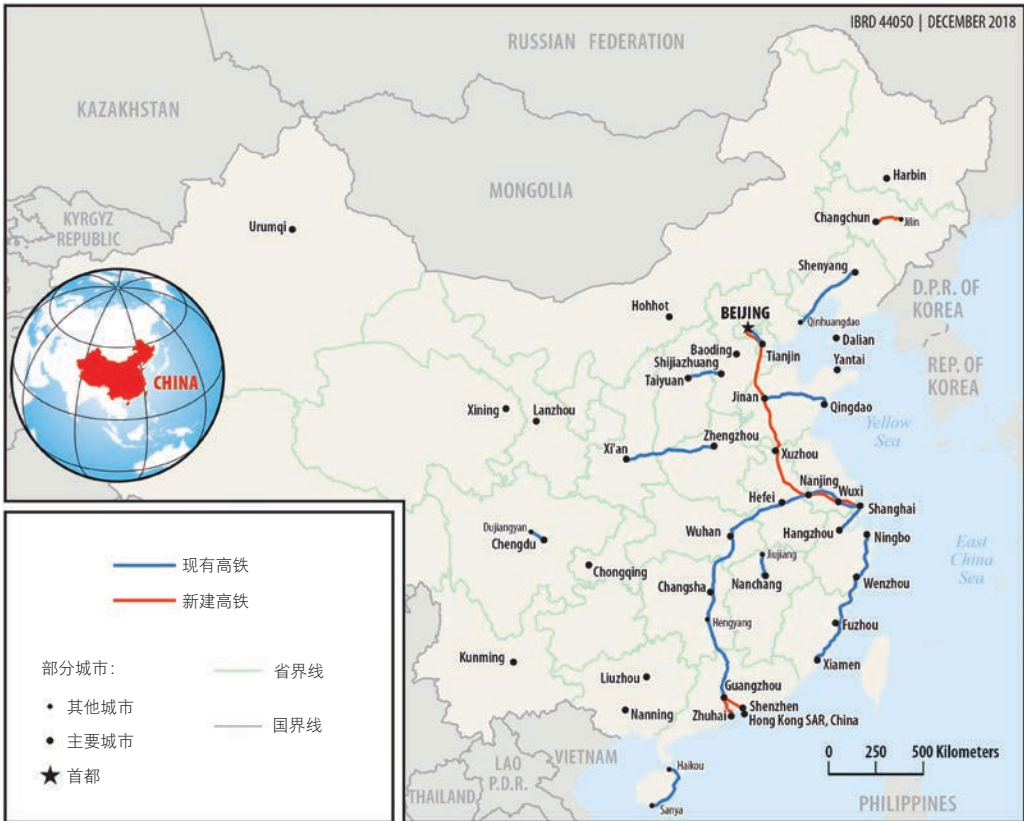 IBRD 44050 | DECEMBER 2018
RUSSIAN FEDERATION
KAZAKHSTAN
MONGOLIA
Harbin
Changchun
Jilin
KYRGYZ
REPUBLIC
Urumqi
Shenyang
D.P.R. OF
KOREA
Hohhot
BEIJING
Qinhuangdao
Dalian
Tianjin
Baoding
Yantai
Shijiazhuang
REP. OF
KOREA
Taiyuan
CHINA
Jinan
Qingdao
Xining
Lanzhou
Yellow
Sea
Zhengzhou
Xi'an
Xuzhou
Nanjing
Wuxi
Hefei
Shanghai
Dujiangyan
Chengdu
Wuhan
Hangzhou
Ningbo
East
China
Sea
Jiujiang
Chongqing
Nanchang
Changsha
Wenzhou
Hengyang
Fuzhou
Kunming
Xiamen
Liuzhou
Guangzhou
Shenzhen
Nanning
Zhuhai
Hong Kong SAR, China
VIETNAM
LAO
P.D.R.
Haikou
THAILAND
Sanya
PHILIPPINES
0 250 500 Kilometers
现有高铁
新建高铁
部分城市：
省界线
其他城市
国界线
主要城市
首都